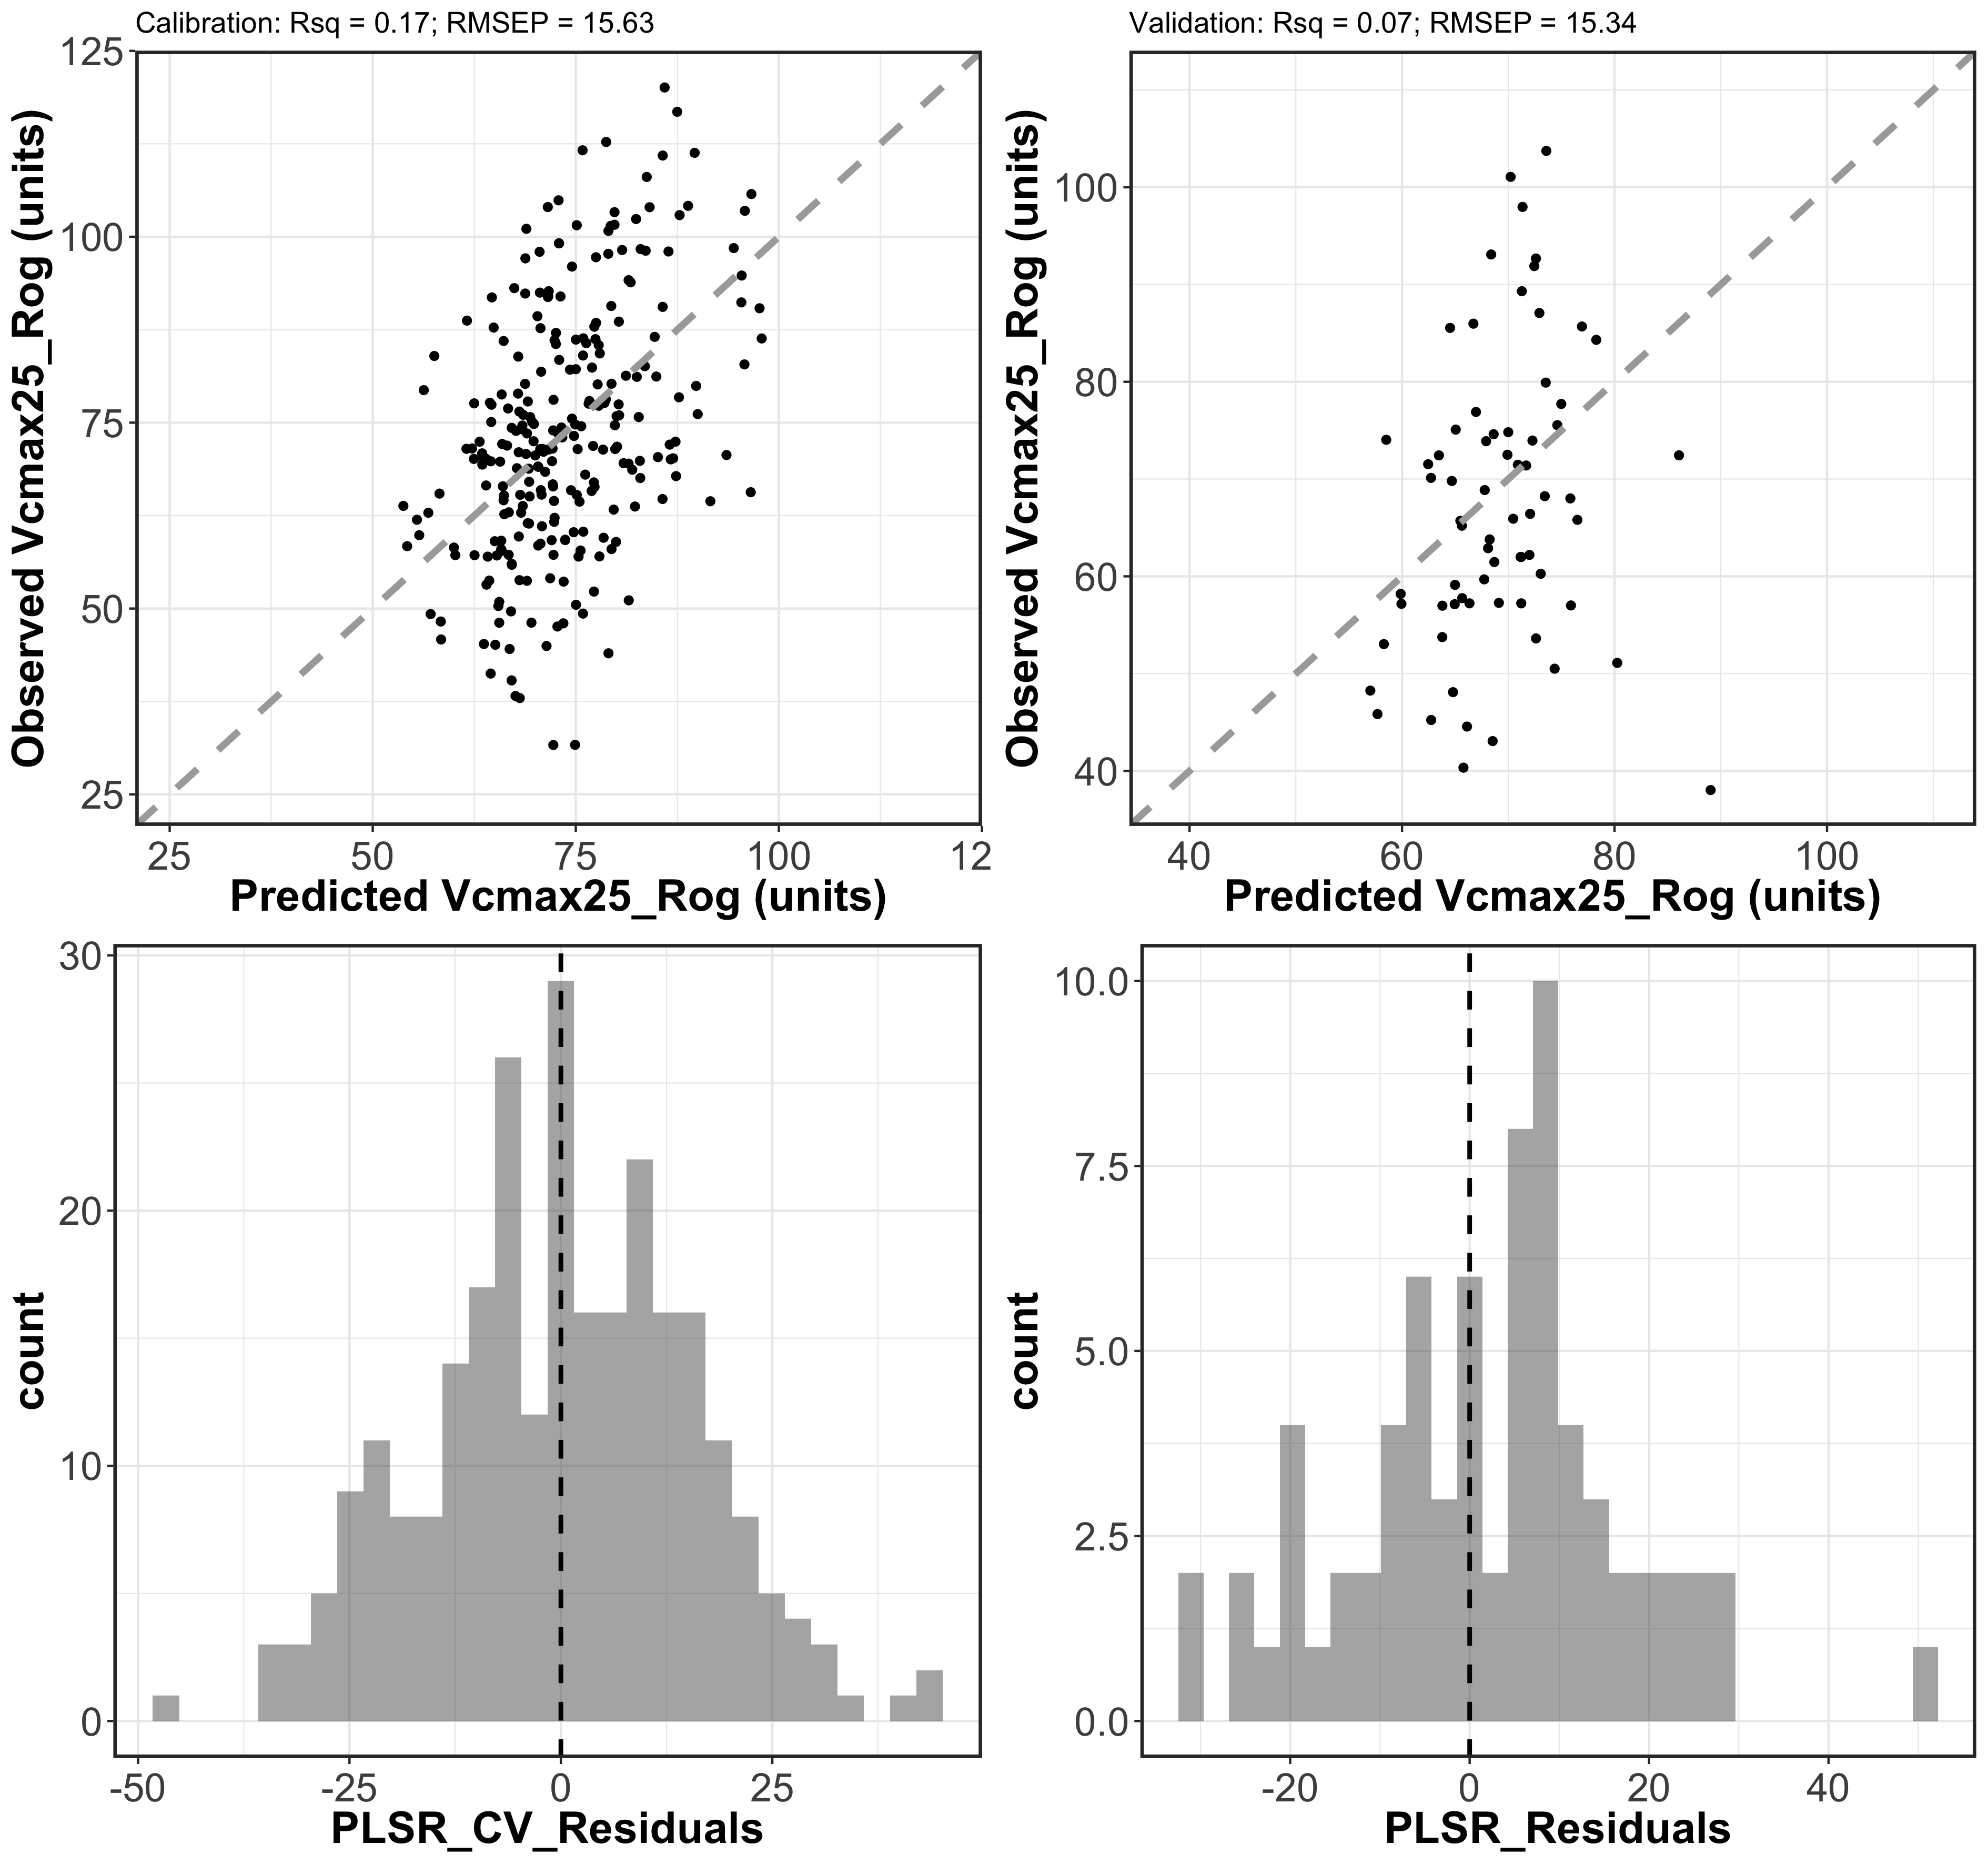 Calibration: Rsq = 0.17; RMSEP = 15.63
125
100
75
50
25
Observed Vcmax25_Rog (units)
25 50 75 100 12
Predicted Vcmax25_Rog (units)
Validation: Rsq = 0.07; RMSEP = 15.34
100
80
60
40
Observed Vcmax25_Rog (units)
40 60 80 100
Predicted Vcmax25_Rog (units)
30
20
10
0
count
-50 -25 0 25
PLSR_CV_Residuals
10.0
7.5
5.0
2.5
0.0
count
-20 0 20 40
PLSR_Residuals